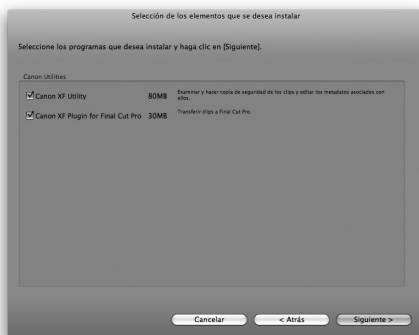 Selección de los elementos que se desea instalar
Seleccione los programas que desea instalar y haga clic en [Siguiente].
Canon Utilities
Canon XF Utility 80MB Examinar y hacer copia de seguridad de los clips y editar los metadatos asociados con
ellos.
Canon XF Plugin for Final Cut Pro 30MB Transferir clips a Final Cut Pro.
Cancelar < Atrás Siguiente >